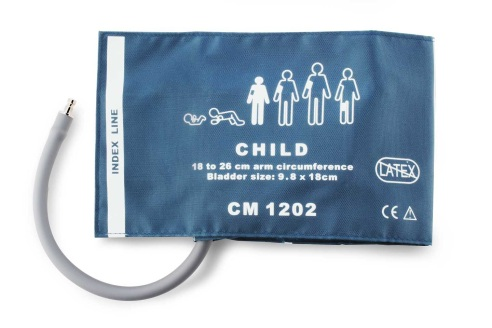 INDEX LINE
CHILD
18 to 26 cm arm circumference
Bladder size: 9.8 x 18cm
LATEX
CM 1202
CE